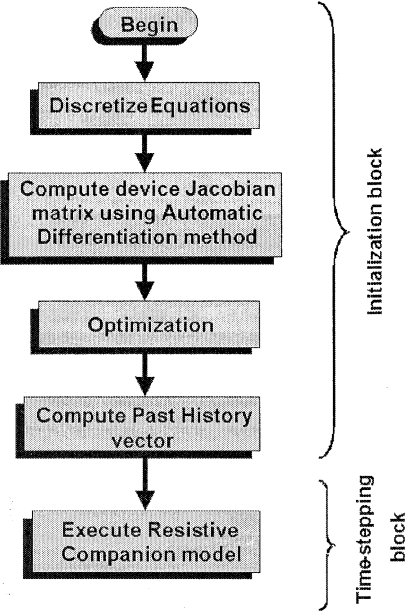 Begin
Discretize Equations
Compute device Jacobian
matrix using Automatic
Differentiation method
Optimization
Compute Past History
vector
Execute Resistive
Companion model
Initialization block
Time-stepping
block